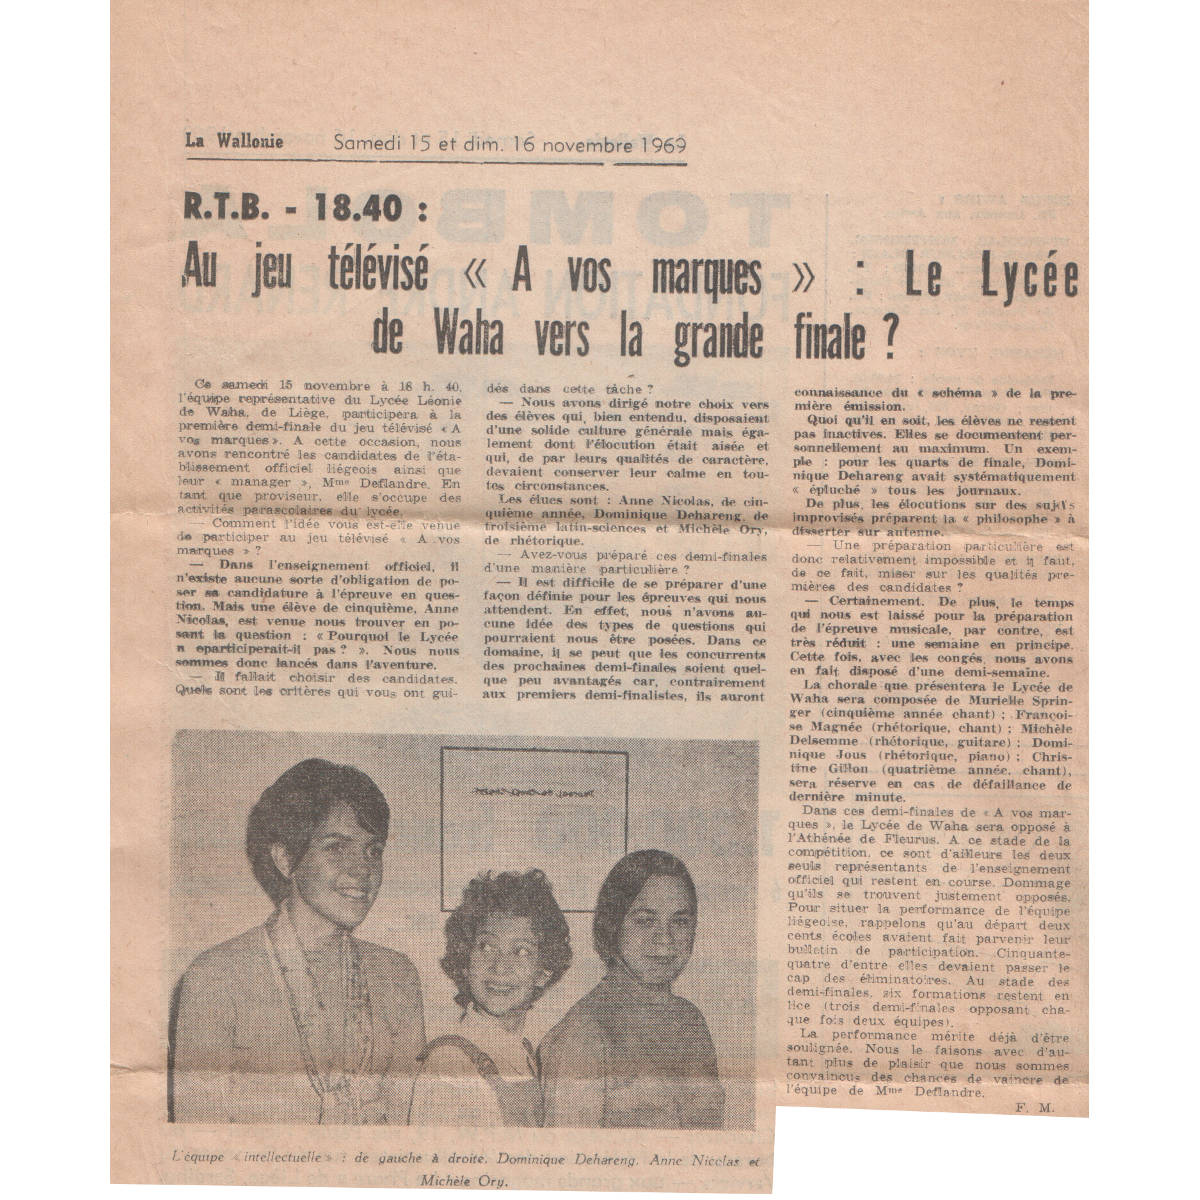 La Wallonie Samedi 15 et dim. 16 novembre 1969
R.T.B. - 18.40 :
Au jeu télévisé « A vos marques » : Le Lycée
de Waha vers la grande finale ?
Ce samedi 15 novembre à 18 h. 40,
l'équipe représentative du Lycée Léonie
de Waha, de Liège, participera à la
première demi-finale du jeu télévisé « A
vos marques ». A cette occasion, nous
avons rencontré les candidates de l'éta-
blissement officiel liégeois ainsi que
leur « manager », Mme Deflandre. En
tant que proviseur, elle s'occupe des
activités parascolaires du lycée.
— Comment l'idée vous est-elle venue
de participer au jeu télévisé « A vos
marques » ?
— Dans l'enseignement officiel, il
n'existe aucune sorte d'obligation de po-
ser sa candidature à l'épreuve en ques-
tion. Mais une élève de cinquième, Anne
Nicolas, est venue nous trouver en po-
sant la question : « Pourquoi le Lycée
n eparticiperait-il pas ? ». Nous nous
sommes donc lancés dans l'aventure.
— Il fallait choisir des candidates.
Quels sont les critères qui vous ont gui-
dés dans cette tâche ?
— Nous avons dirigé notre choix vers
des élèves qui, bien entendu, disposaient
d'une solide culture générale mais éga-
lement dont l'élocution était aisée et
qui, de par leurs qualités de caractère,
devaient conserver leur calme en tou-
tes circonstances.
Les élues sont : Anne Nicolas, de cin-
quième année, Dominique Dehareng, de
troisième latin-sciences et Michèle Ory,
de rhétorique.
— Avez-vous préparé ces demi-finales
d'une manière particulière ?
— Il est difficile de se préparer d'une
façon définie pour les épreuves qui nous
attendent. En effet, nous n'avons au-
cune idée des types de questions qui
pourraient nous être posées. Dans ce
domaine, il se peut que les concurrents
des prochaines demi-finales soient quel-
que peu avantagés car, contrairement
aux premiers demi-finalistes, ils auront
connaissance du « schéma » de la pre-
mière émission.
Quoi qu'il en soit, les élèves ne restent
pas inactives. Elles se documentent per-
sonnellement au maximum. Un exem-
ple : pour les quarts de finale, Domi-
nique Dehareng avait systématiquement
« épluché » tous les journaux.
De plus, les élocutions sur des sujets
improvisés préparent la « philosophe » à
disserter sur antenne.
— Une préparation particulière est
donc relativement impossible et il faut,
de ce fait, miser sur les qualités pre-
mières des candidates ?
— Certainement. De plus, le temps
qui nous est laissé pour la préparation
de l'épreuve musicale, par contre, est
très réduit : une semaine en principe.
Cette fois, avec les congés, nous avons
en fait disposé d'une demi-semaine.
La chorale que présentera le Lycée de
Waha sera composée de Murielle Sprin-
ger (cinquième année chant) ; Françoi-
se Magnée (rhétorique, chant) ; Michèle
Delsemme (rhétorique, guitare) ; Domi-
nique Jous (rhétorique, piano) ; Chris-
tine Gillon (quatrième année, chant),
sera réserve en cas de défaillance de
dernière minute.
Dans ces demi-finales de « A vos mar-
ques », le Lycée de Waha sera opposé à
l'Athénée de Fleurus. A ce stade de la
compétition, ce sont d'ailleurs les deux
seuls représentants de l'enseignement
officiel qui restent en course. Dommage
qu'ils se trouvent justement opposés.
Pour situer la performance de l'équipe
liégeoise, rappelons qu'au départ deux
cents écoles avaient fait parvenir leur
bulletin de participation. Cinquante-
quatre d'entre elles devaient passer le
cap des éliminatoires. Au stade des
demi-finales, six formations restent en
lice (trois demi-finales opposant cha-
que fois deux équipes).
La performance mérite déjà d'être
soulignée. Nous le faisons avec d'au-
tant plus de plaisir que nous sommes
convaincus des chances de vaincre de
l'équipe de Mme Deflandre.
F. M.
L'équipe « intellectuelle » : de gauche à droite, Dominique Dehareng, Anne Nicolas et
Michèle Ory.